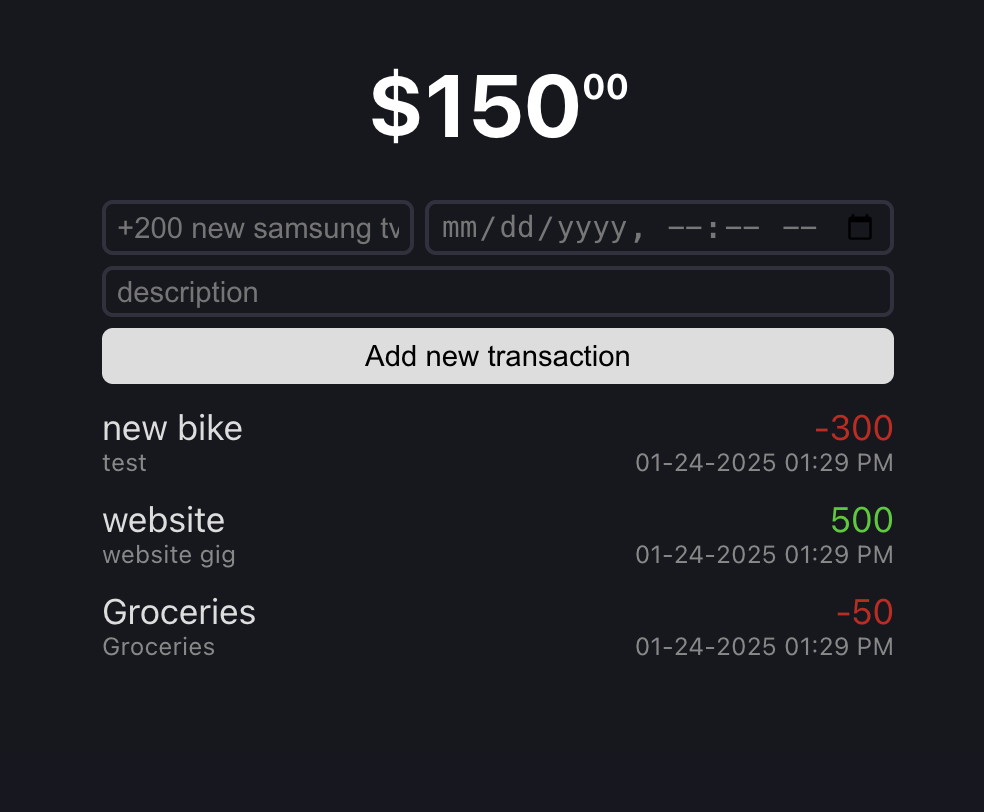 $15000
+200 new samsung tv
mm/dd/yyyy, --:-- --
description
Add new transaction
new bike -300
test 01-24-2025 01:29 PM
website 500
website gig 01-24-2025 01:29 PM
Groceries -50
Groceries 01-24-2025 01:29 PM